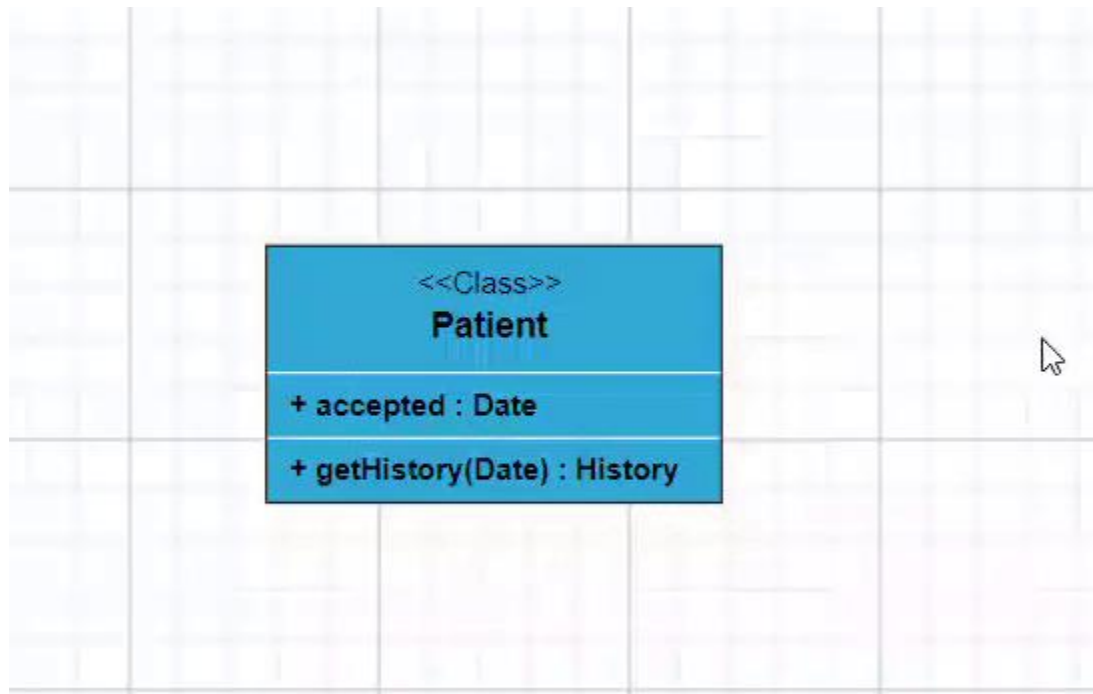 <<Class>>
Patient
+ accepted : Date
+ getHistory(Date) : History